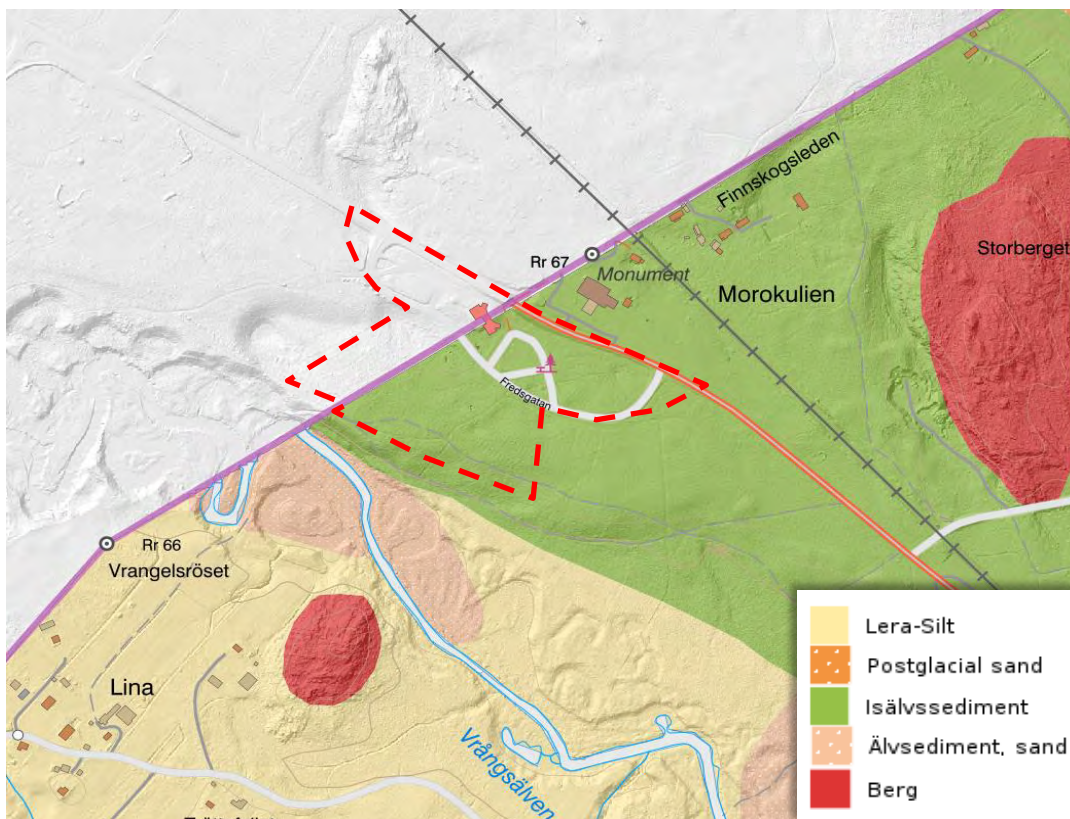 Finnskogsleden
Storberget
Rr 67
Monument
Morokulien
Fredsgatan
Rr 66
Vrangelsröset
Lina
Vrångsälven
Lera-Silt
Postglacial sand
Isälvssediment
Älvsediment, sand
Berg